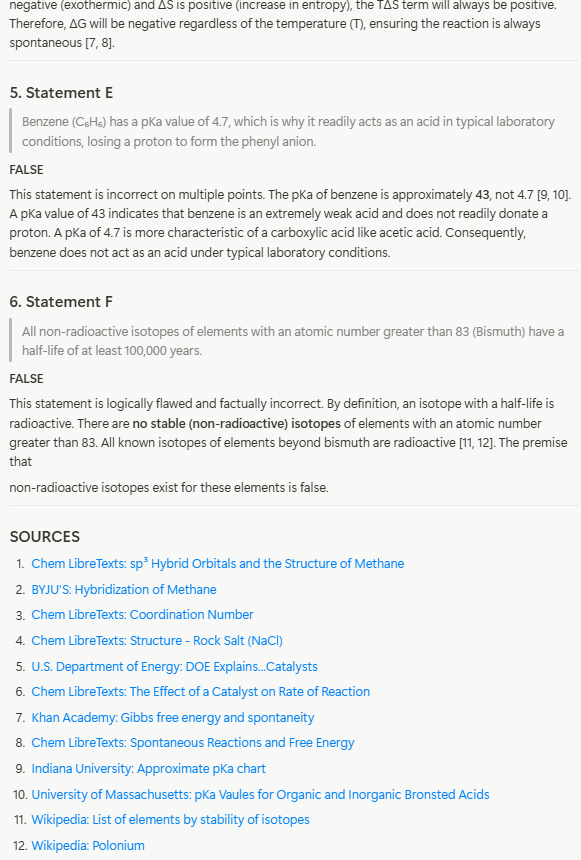 negative (exothermic) and ΔS is positive (increase in entropy), the TΔS term will always be positive.
Therefore, ΔG will be negative regardless of the temperature (T), ensuring the reaction is always
spontaneous [7, 8].
5. Statement E
Benzene (C₆H₆) has a pKa value of 4.7, which is why it readily acts as an acid in typical laboratory
conditions, losing a proton to form the phenyl anion.
FALSE
This statement is incorrect on multiple points. The pKa of benzene is approximately 43, not 4.7 [9, 10].
A pKa value of 43 indicates that benzene is an extremely weak acid and does not readily donate a
proton. A pKa of 4.7 is more characteristic of a carboxylic acid like acetic acid. Consequently,
benzene does not act as an acid under typical laboratory conditions.
6. Statement F
All non-radioactive isotopes of elements with an atomic number greater than 83 (Bismuth) have a
half-life of at least 100,000 years.
FALSE
This statement is logically flawed and factually incorrect. By definition, an isotope with a half-life is
radioactive. There are no stable (non-radioactive) isotopes of elements with an atomic number
greater than 83. All known isotopes of elements beyond bismuth are radioactive [11, 12]. The premise
that
non-radioactive isotopes exist for these elements is false.
SOURCES
1. Chem LibreTexts: sp³ Hybrid Orbitals and the Structure of Methane
2. BYJU'S: Hybridization of Methane
3. Chem LibreTexts: Coordination Number
4. Chem LibreTexts: Structure - Rock Salt (NaCl)
5. U.S. Department of Energy: DOE Explains...Catalysts
6. Chem LibreTexts: The Effect of a Catalyst on Rate of Reaction
7. Khan Academy: Gibbs free energy and spontaneity
8. Chem LibreTexts: Spontaneous Reactions and Free Energy
9. Indiana University: Approximate pKa chart
10. University of Massachusetts: pKa Vaules for Organic and Inorganic Bronsted Acids
11. Wikipedia: List of elements by stability of isotopes
12. Wikipedia: Polonium